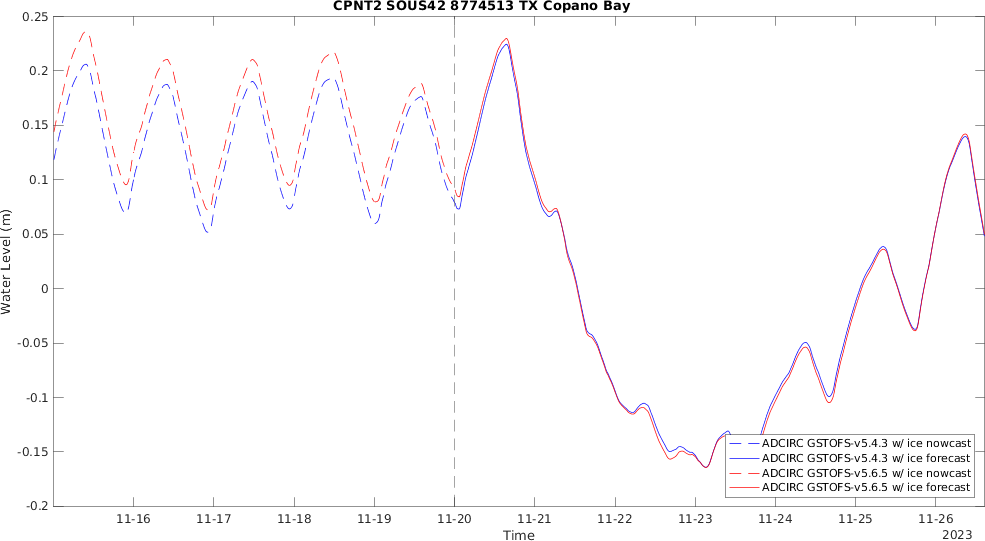 CPNT2 SOUS42 8774513 TX Copano Bay
0.25
0.2
0.15
0.1
0.05
0
-0.05
-0.1
-0.15
-0.2
Water Level (m)
ADCIRC GSTOFS-v5.4.3 w/ ice nowcast
ADCIRC GSTOFS-v5.4.3 w/ ice forecast
ADCIRC GSTOFS-v5.6.5 w/ ice nowcast
ADCIRC GSTOFS-v5.6.5 w/ ice forecast
11-16 11-17 11-18 11-19 11-20 11-21 11-22 11-23 11-24 11-25 11-26
Time
2023